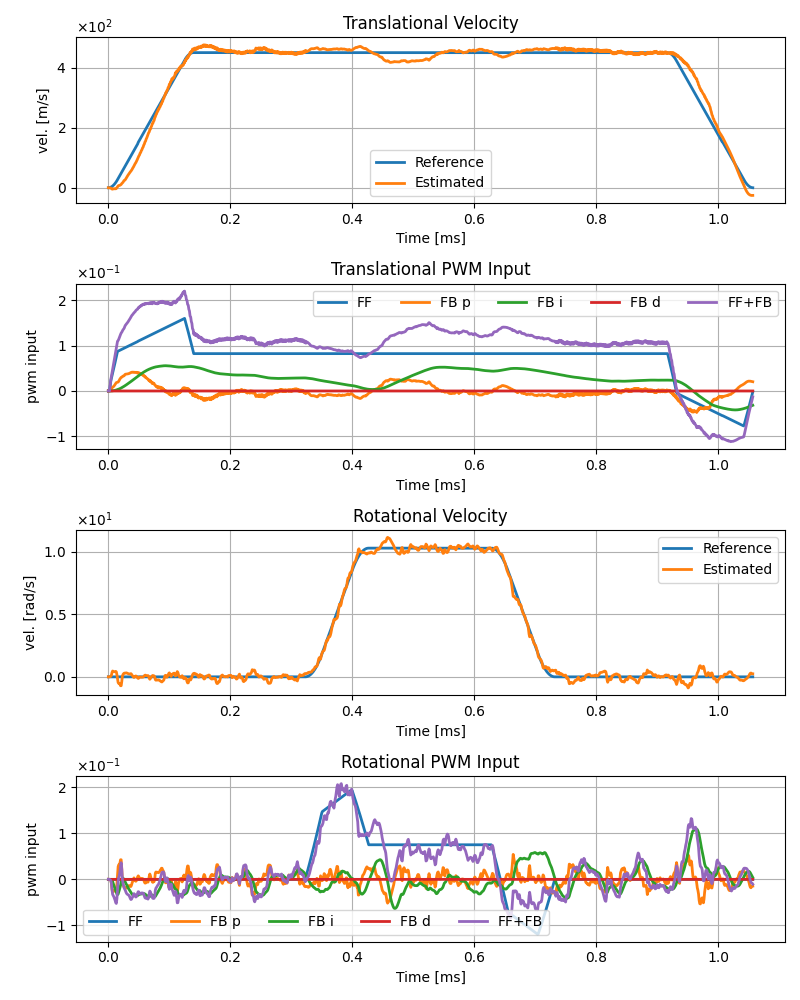 Translational Velocity
×10²
4
2
0
vel. [m/s]
Reference
Estimated
0.0 0.2 0.4 0.6 0.8 1.0
Time [ms]
Translational PWM Input
×10⁻¹
2
1
0
−1
pwm input
FF FB p FB i FB d FF+FB
0.0 0.2 0.4 0.6 0.8 1.0
Time [ms]
Rotational Velocity
×10¹
1.0
0.5
0.0
vel. [rad/s]
Reference
Estimated
0.0 0.2 0.4 0.6 0.8 1.0
Time [ms]
Rotational PWM Input
×10⁻¹
2
1
0
−1
pwm input
FF FB p FB i FB d FF+FB
0.0 0.2 0.4 0.6 0.8 1.0
Time [ms]